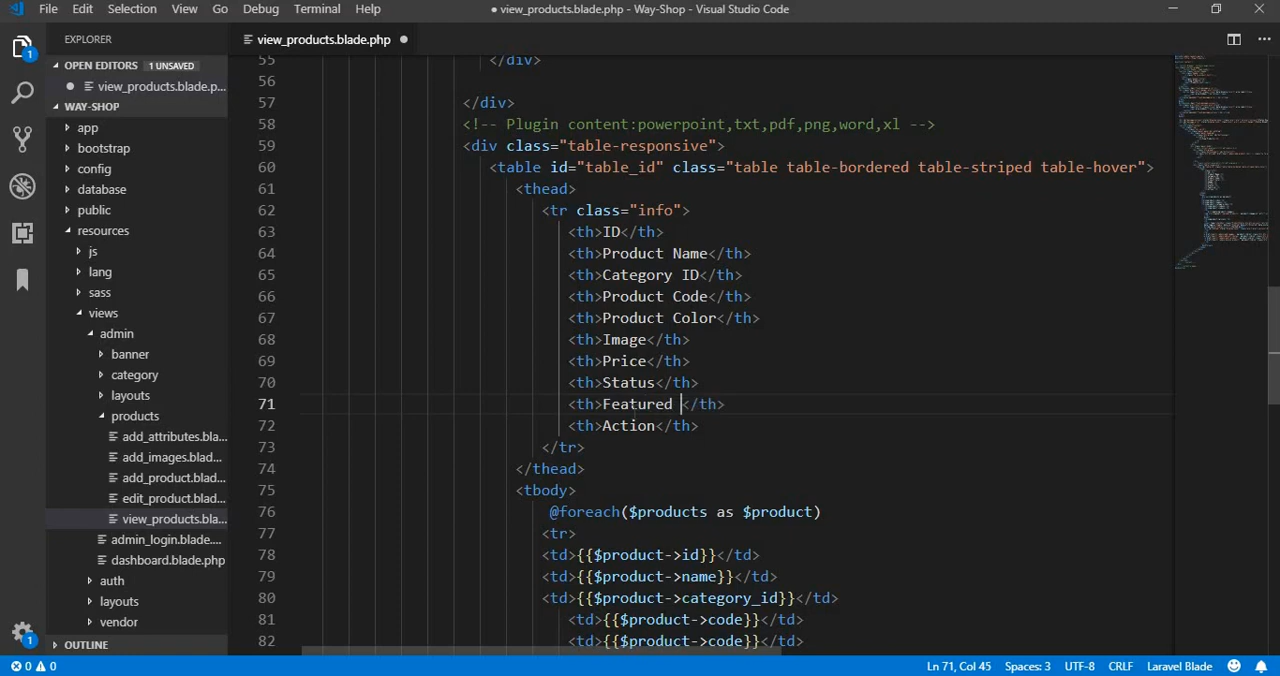 File Edit Selection View Go Debug Terminal Help
● view_products.blade.php - Way-Shop - Visual Studio Code
EXPLORER
view_products.blade.php ●
OPEN EDITORS 1 UNSAVED
● view_products.blade.p...
WAY-SHOP
app
bootstrap
config
database
public
resources
js
lang
sass
views
admin
banner
category
layouts
products
add_attributes.bla...
add_images.blad...
add_product.blad...
edit_product.blad...
view_products.bla...
admin_login.blade....
dashboard.blade.php
auth
layouts
vendor
OUTLINE
1
1
55 </div>
56
57 </div>
58 <!-- Plugin content:powerpoint,txt,pdf,png,word,xl -->
59 <div class="table-responsive">
60 <table id="table_id" class="table table-bordered table-striped table-hover">
61 <thead>
62 <tr class="info">
63 <th>ID</th>
64 <th>Product Name</th>
65 <th>Category ID</th>
66 <th>Product Code</th>
67 <th>Product Color</th>
68 <th>Image</th>
69 <th>Price</th>
70 <th>Status</th>
71 <th>Featured </th>
72 <th>Action</th>
73 </tr>
74 </thead>
75 <tbody>
76 @foreach($products as $product)
77 <tr>
78 <td>{{$product->id}}</td>
79 <td>{{$product->name}}</td>
80 <td>{{$product->category_id}}</td>
81 <td>{{$product->code}}</td>
82 <td>{{$product->code}}</td>
0 0 Ln 71, Col 45 Spaces: 3 UTF-8 CRLF Laravel Blade